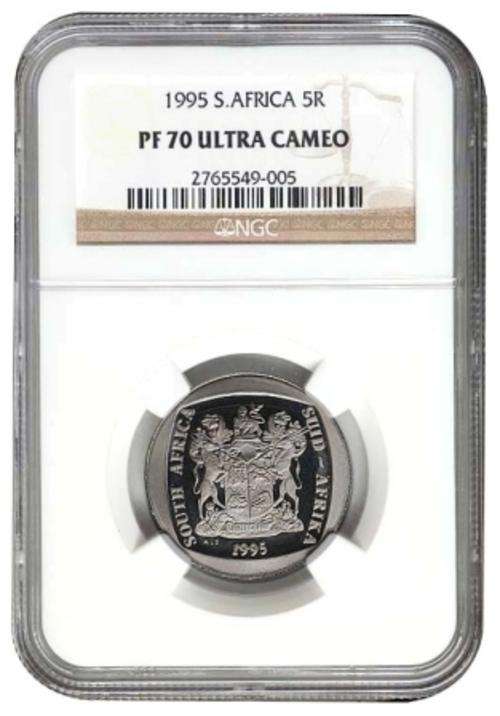 1995 S.AFRICA 5R
PF 70 ULTRA CAMEO
2765549-005
NGC
SOUTH AFRICA
SUID-AFRIKA
1995